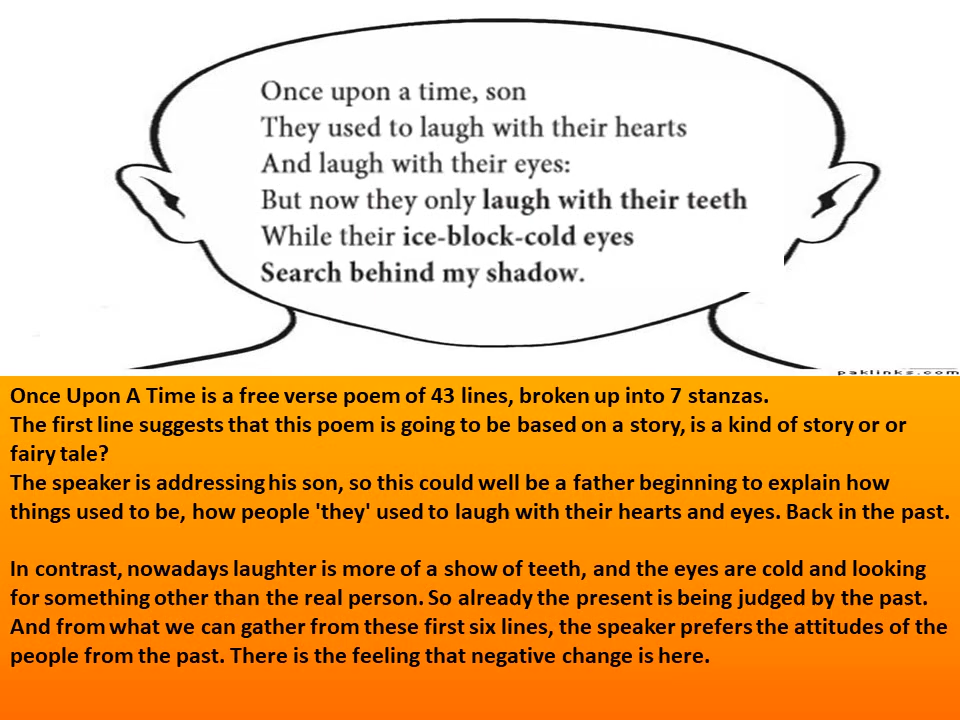 Once upon a time, son
They used to laugh with their hearts
And laugh with their eyes:
But now they only laugh with their teeth
While their ice-block-cold eyes
Search behind my shadow.
paklinks.com
Once Upon A Time is a free verse poem of 43 lines, broken up into 7 stanzas.
The first line suggests that this poem is going to be based on a story, is a kind of story or or
fairy tale?
The speaker is addressing his son, so this could well be a father beginning to explain how
things used to be, how people 'they' used to laugh with their hearts and eyes. Back in the past.
In contrast, nowadays laughter is more of a show of teeth, and the eyes are cold and looking
for something other than the real person. So already the present is being judged by the past.
And from what we can gather from these first six lines, the speaker prefers the attitudes of the
people from the past. There is the feeling that negative change is here.